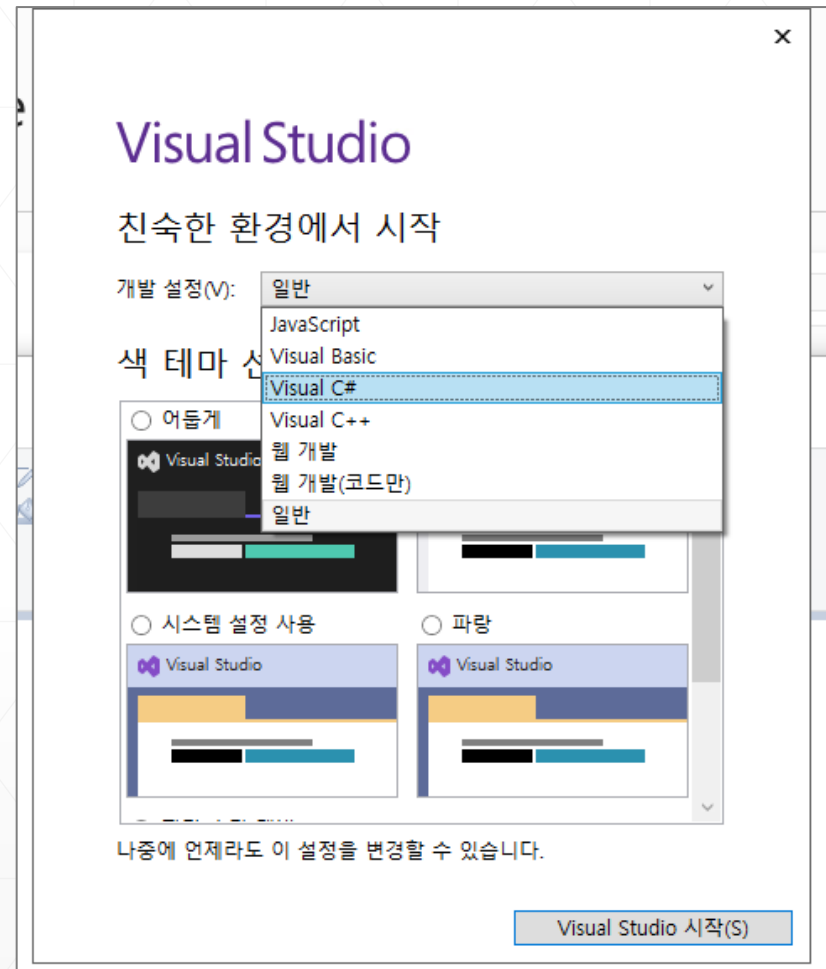 Visual Studio
친숙한 환경에서 시작
개발 설정(V): 일반
JavaScript
Visual Basic
Visual C#
Visual C++
웹 개발
웹 개발(코드만)
일반
색 테마
어둡게
Visual Studio
시스템 설정 사용
파랑
Visual Studio
Visual Studio
나중에 언제라도 이 설정을 변경할 수 있습니다.
Visual Studio 시작(S)